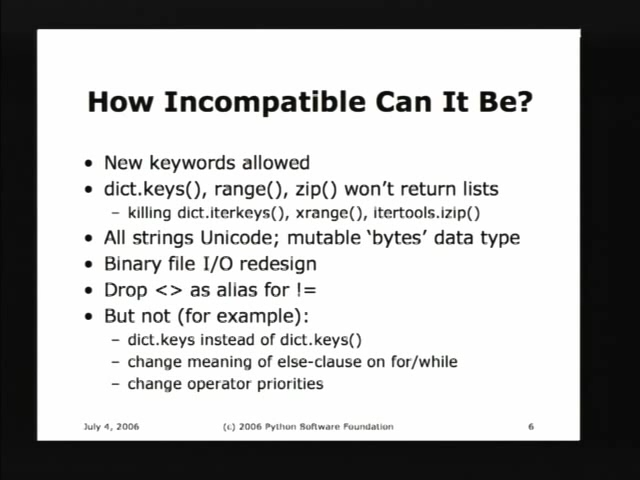 How Incompatible Can It Be?
• New keywords allowed
• dict.keys(), range(), zip() won't return lists
– killing dict.iterkeys(), xrange(), itertools.izip()
• All strings Unicode; mutable 'bytes' data type
• Binary file I/O redesign
• Drop <> as alias for !=
• But not (for example):
– dict.keys instead of dict.keys()
– change meaning of else-clause on for/while
– change operator priorities
July 4, 2006 (c) 2006 Python Software Foundation 6